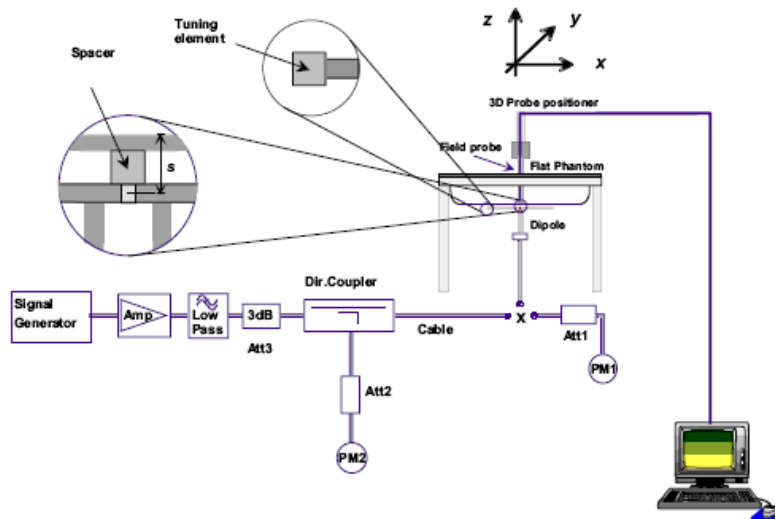 Tuning
element
Spacer
s
z
y
x
3D Probe positioner
Field probe
Flat Phantom
Dipole
Dir.Coupler
Signal
Generator
Amp
Low
Pass
3dB
Att3
Cable
x
Att1
PM1
Att2
PM2